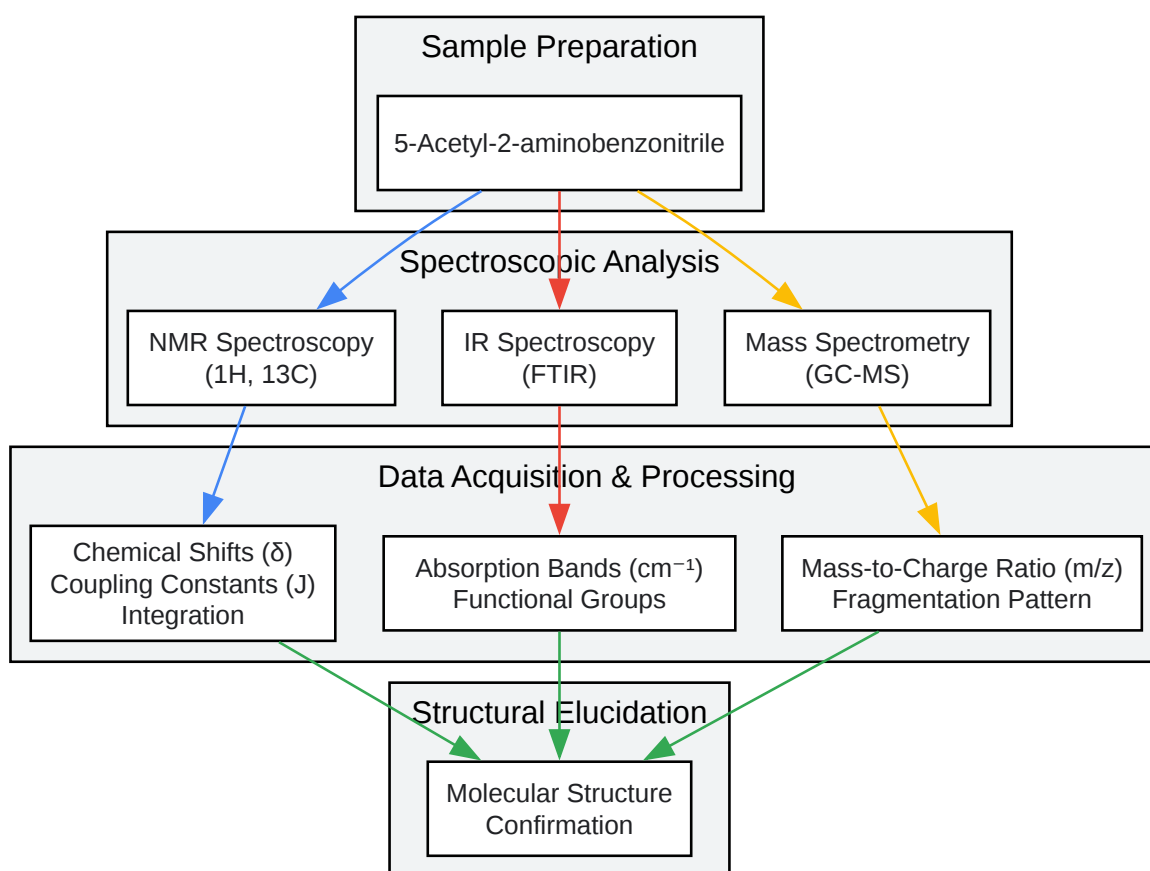 Sample Preparation
5-Acetyl-2-aminobenzonitrile
Spectroscopic Analysis
NMR Spectroscopy
(1H, 13C)
IR Spectroscopy
(FTIR)
Mass Spectrometry
(GC-MS)
Data Acquisition & Processing
Chemical Shifts (δ)
Coupling Constants (J)
Integration
Absorption Bands (cm⁻¹)
Functional Groups
Mass-to-Charge Ratio (m/z)
Fragmentation Pattern
Structural Elucidation
Molecular Structure
Confirmation